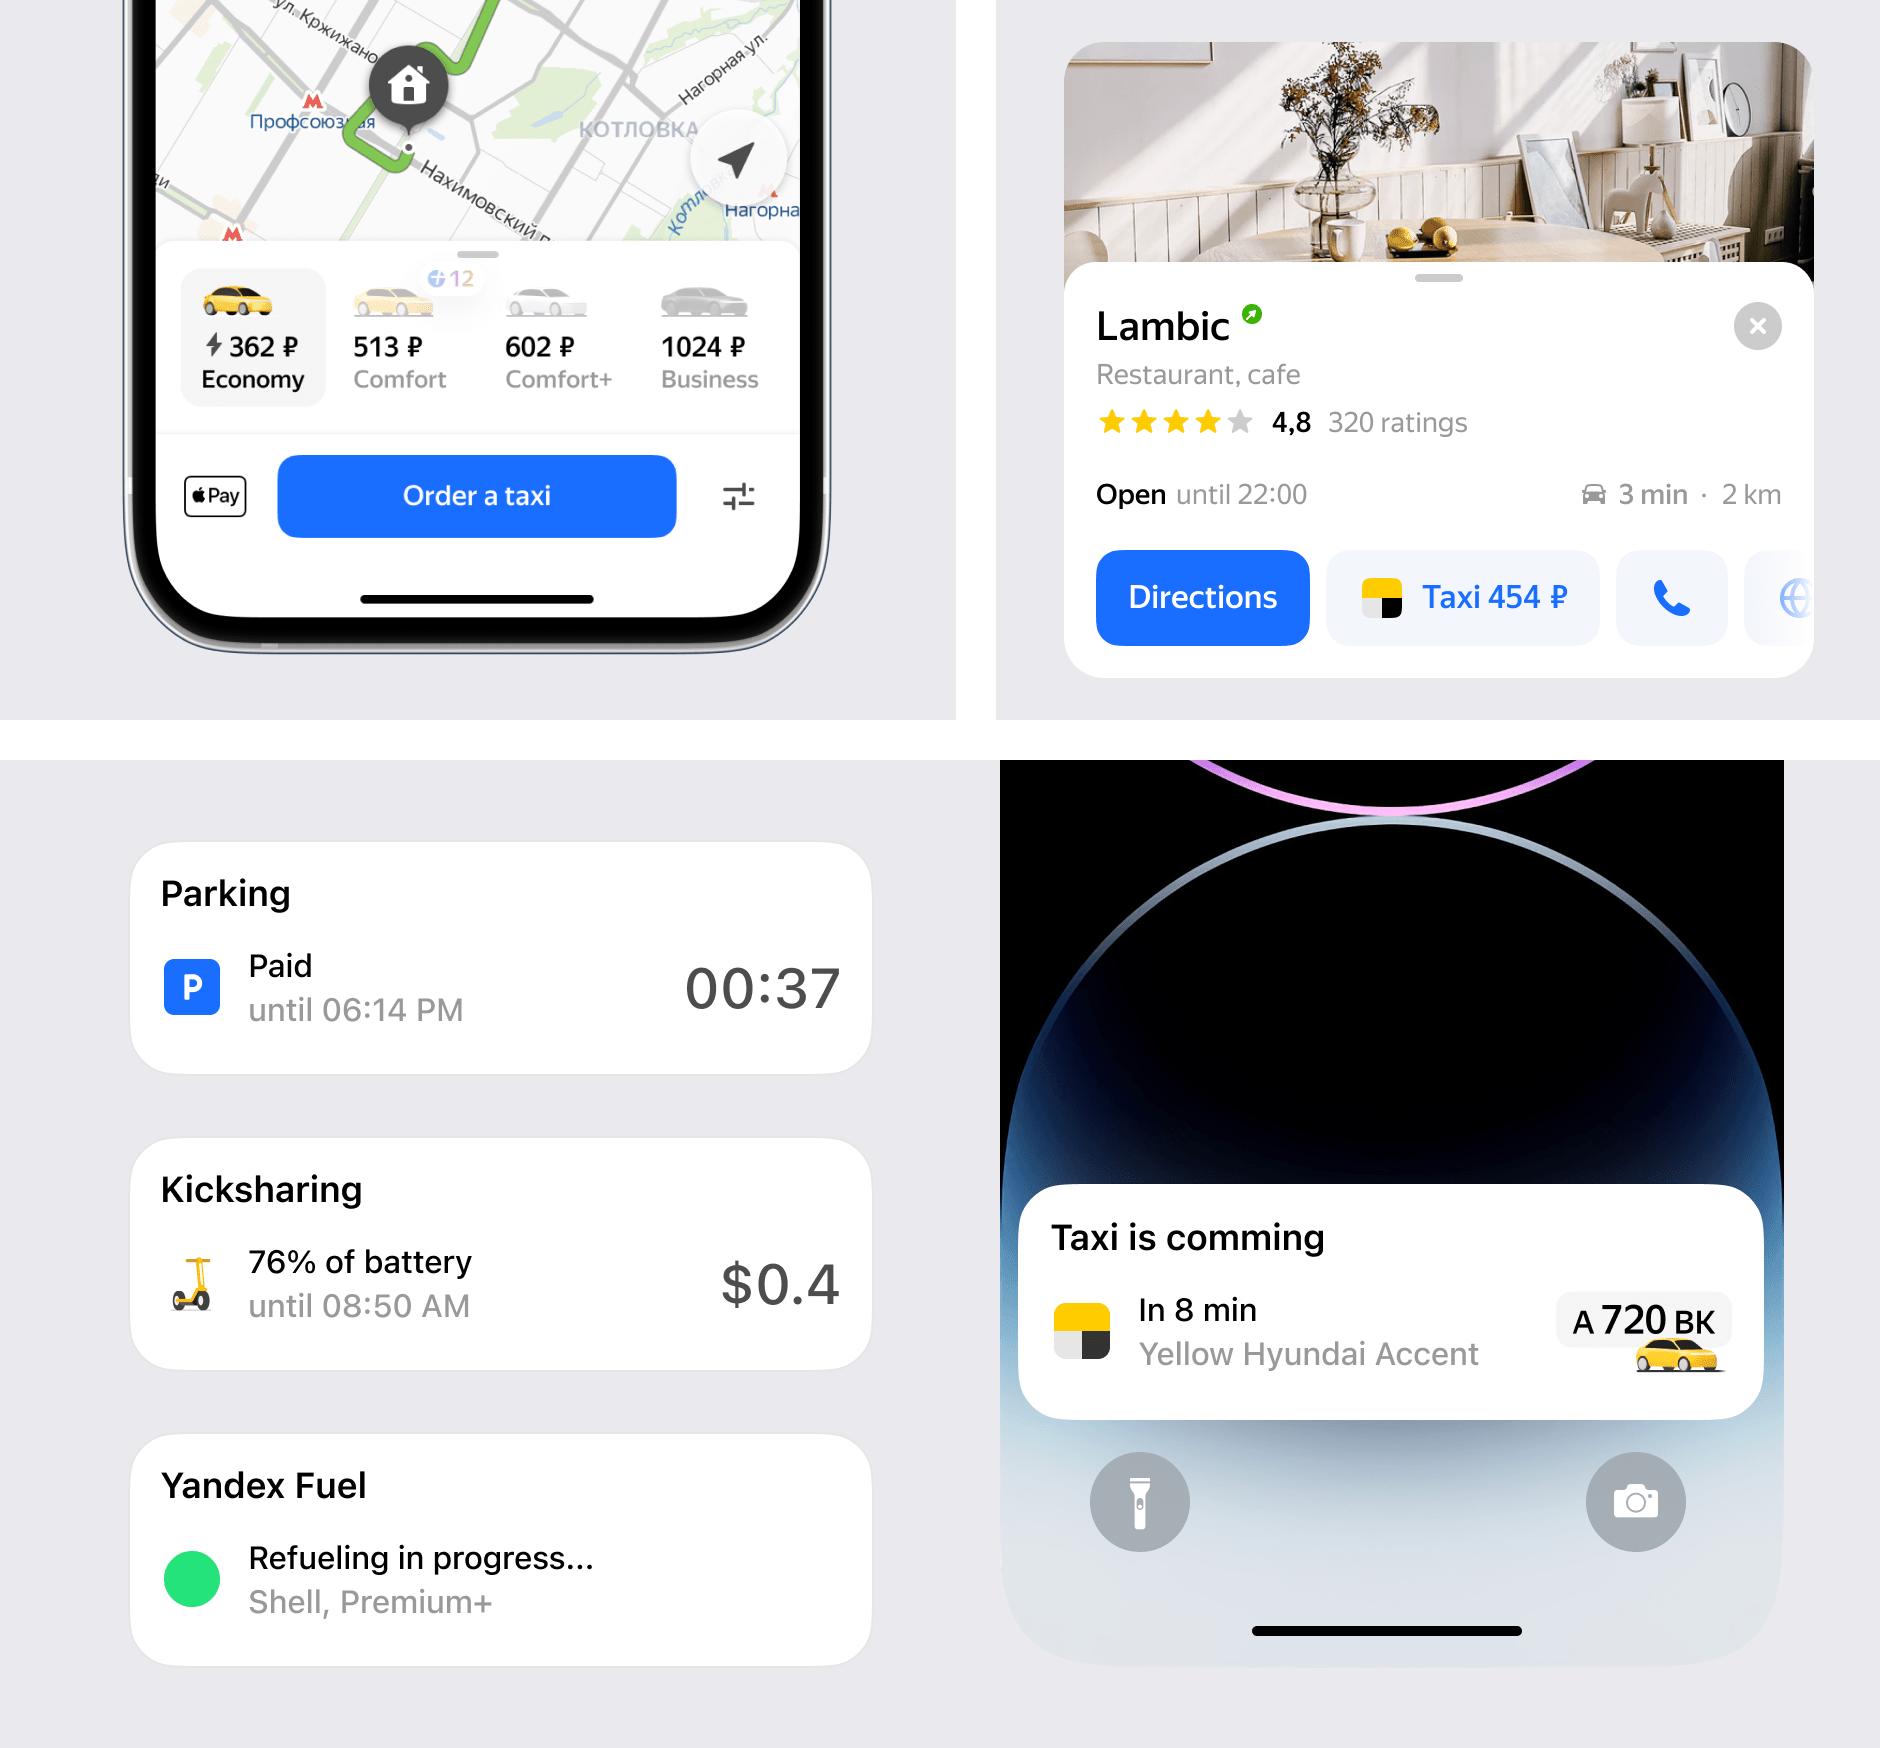 ул. Кржижано
Нагорная ул.
Профсоюзная
КОТЛОВКА
Нахимовский п
ди
Котловк
Нагорна
12
362 ₽
Economy
513 ₽
Comfort
602 ₽
Comfort+
1024 ₽
Business
Pay
Order a taxi
Lambic
Restaurant, cafe
4,8 320 ratings
Open until 22:00
3 min · 2 km
Directions
Taxi 454 ₽
Parking
P
Paid
until 06:14 PM
00:37
Kicksharing
76% of battery
until 08:50 AM
$0.4
Yandex Fuel
Refueling in progress...
Shell, Premium+
Taxi is comming
In 8 min
Yellow Hyundai Accent
A 720 BK